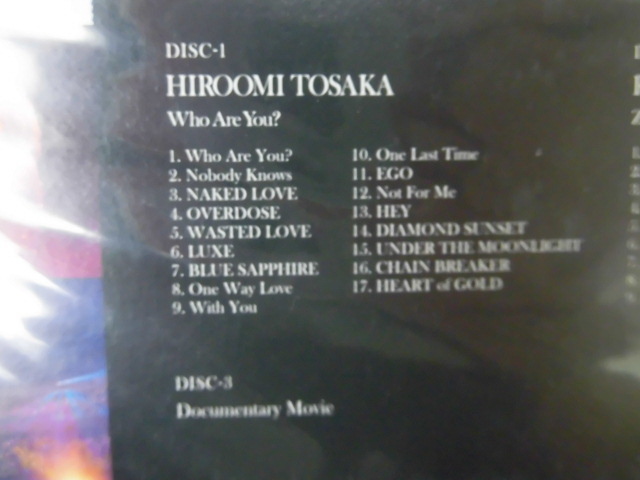 DISC-1
HIROOMI TOSAKA
Who Are You?
1. Who Are You?
2. Nobody Knows
3. NAKED LOVE
4. OVERDOSE
5. WASTED LOVE
6. LUXE
7. BLUE SAPPHIRE
8. One Way Love
9. With You
10. One Last Time
11. EGO
12. Not For Me
13. HEY
14. DIAMOND SUNSET
15. UNDER THE MOONLIGHT
16. CHAIN BREAKER
17. HEART of GOLD
DISC-3
Documentary Movie